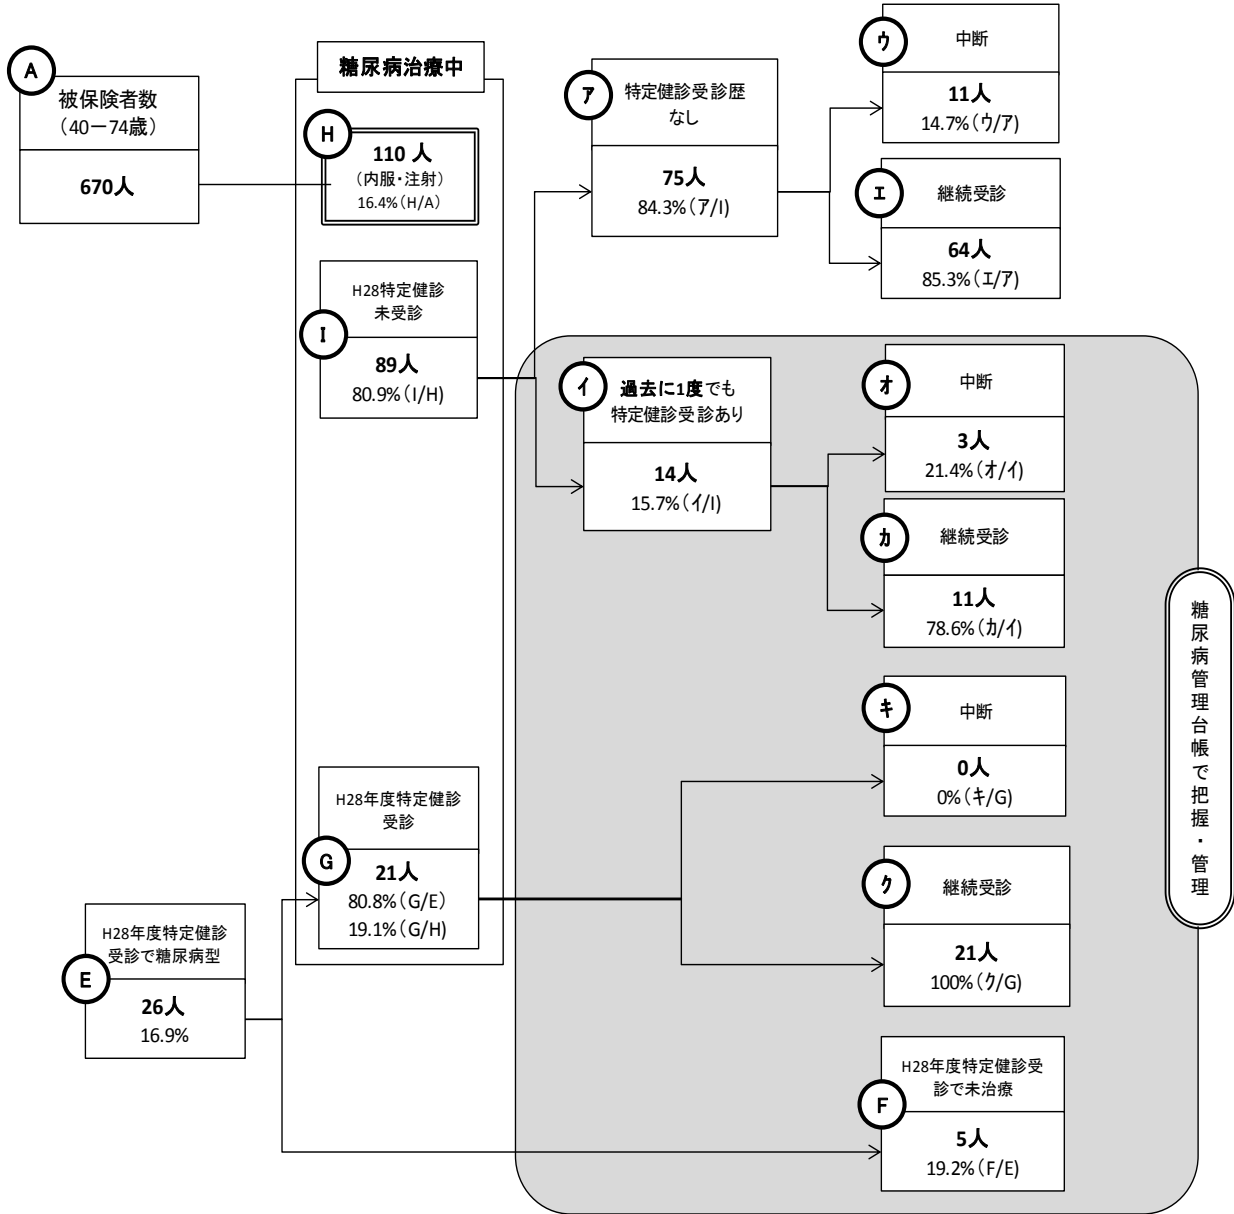 A
被保険者数
(40－74歳)
670人
糖尿病治療中
H
110 人
(内服・注射)
16.4%(H/A)
I
H28特定健診
未受診
89人
80.9%(I/H)
ア
特定健診受診歴
なし
75人
84.3%(ア/I)
ウ
中断
11人
14.7%(ウ/ア)
エ
継続受診
64人
85.3%(エ/ア)
イ
過去に1度でも
特定健診受診あり
14人
15.7%(イ/I)
オ
中断
3人
21.4%(オ/イ)
カ
継続受診
11人
78.6%(カ/イ)
G
H28年度特定健診
受診
21人
80.8%(G/E)
19.1%(G/H)
キ
中断
0人
0%(キ/G)
ク
継続受診
21人
100%(ク/G)
E
H28年度特定健診
受診で糖尿病型
26人
16.9%
F
H28年度特定健診受
診で未治療
5人
19.2%(F/E)
糖尿病管理台帳で把握・管理